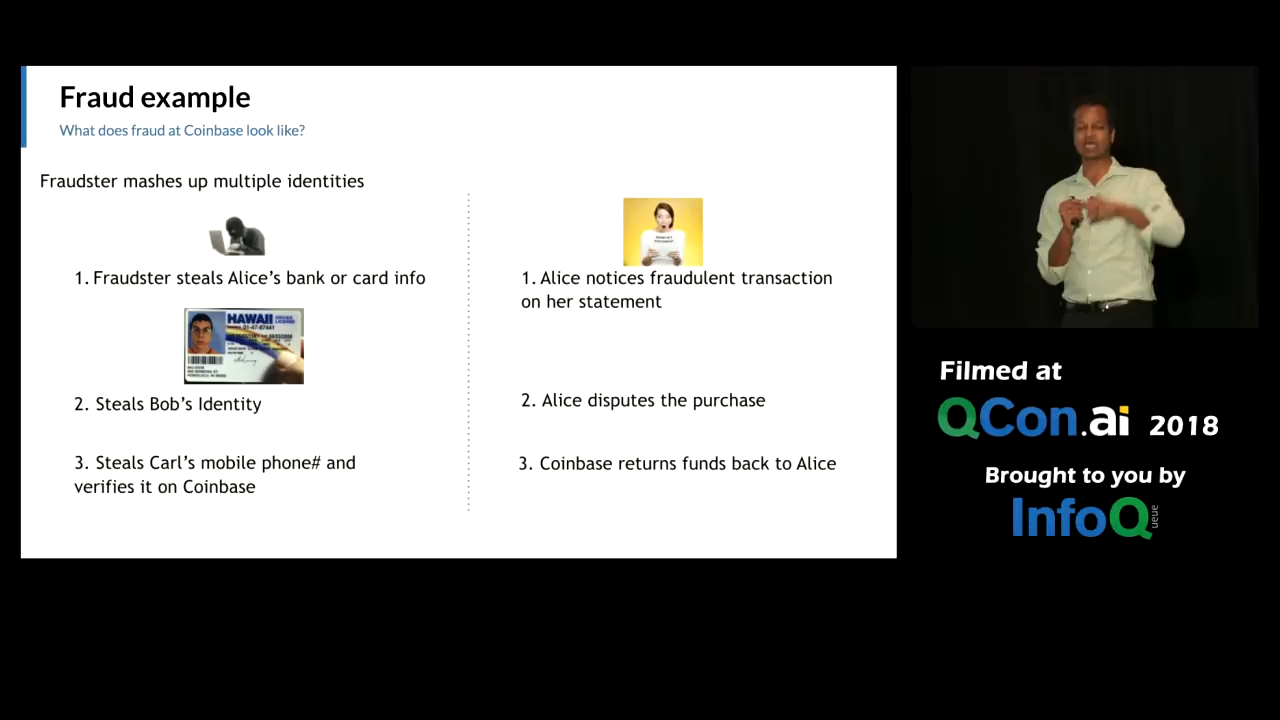 Fraud example
What does fraud at Coinbase look like?
Fraudster mashes up multiple identities
1. Fraudster steals Alice's bank or card info
HAWAII
2. Steals Bob's Identity
3. Steals Carl's mobile phone# and
verifies it on Coinbase
1. Alice notices fraudulent transaction
on her statement
2. Alice disputes the purchase
3. Coinbase returns funds back to Alice
Filmed at
QCon.ai 2018
Brought to you by
InfoQ
ueue